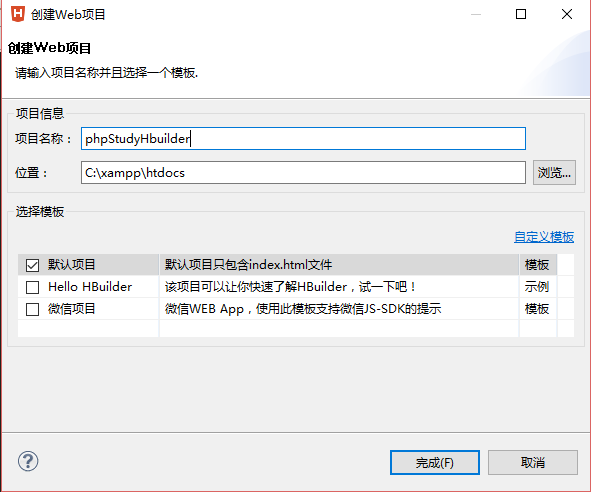 创建Web项目
创建Web项目
请输入项目名称并且选择一个模板.
项目信息
项目名称： phpStudyHbuilder
位置： C:\xampp\htdocs 浏览...
选择模板
自定义模板
默认项目 默认项目只包含index.html文件 模板
Hello HBuilder 该项目可以让你快速了解HBuilder，试一下吧！ 示例
微信项目 微信WEB App，使用此模板支持微信JS-SDK的提示 模板
完成(F) 取消